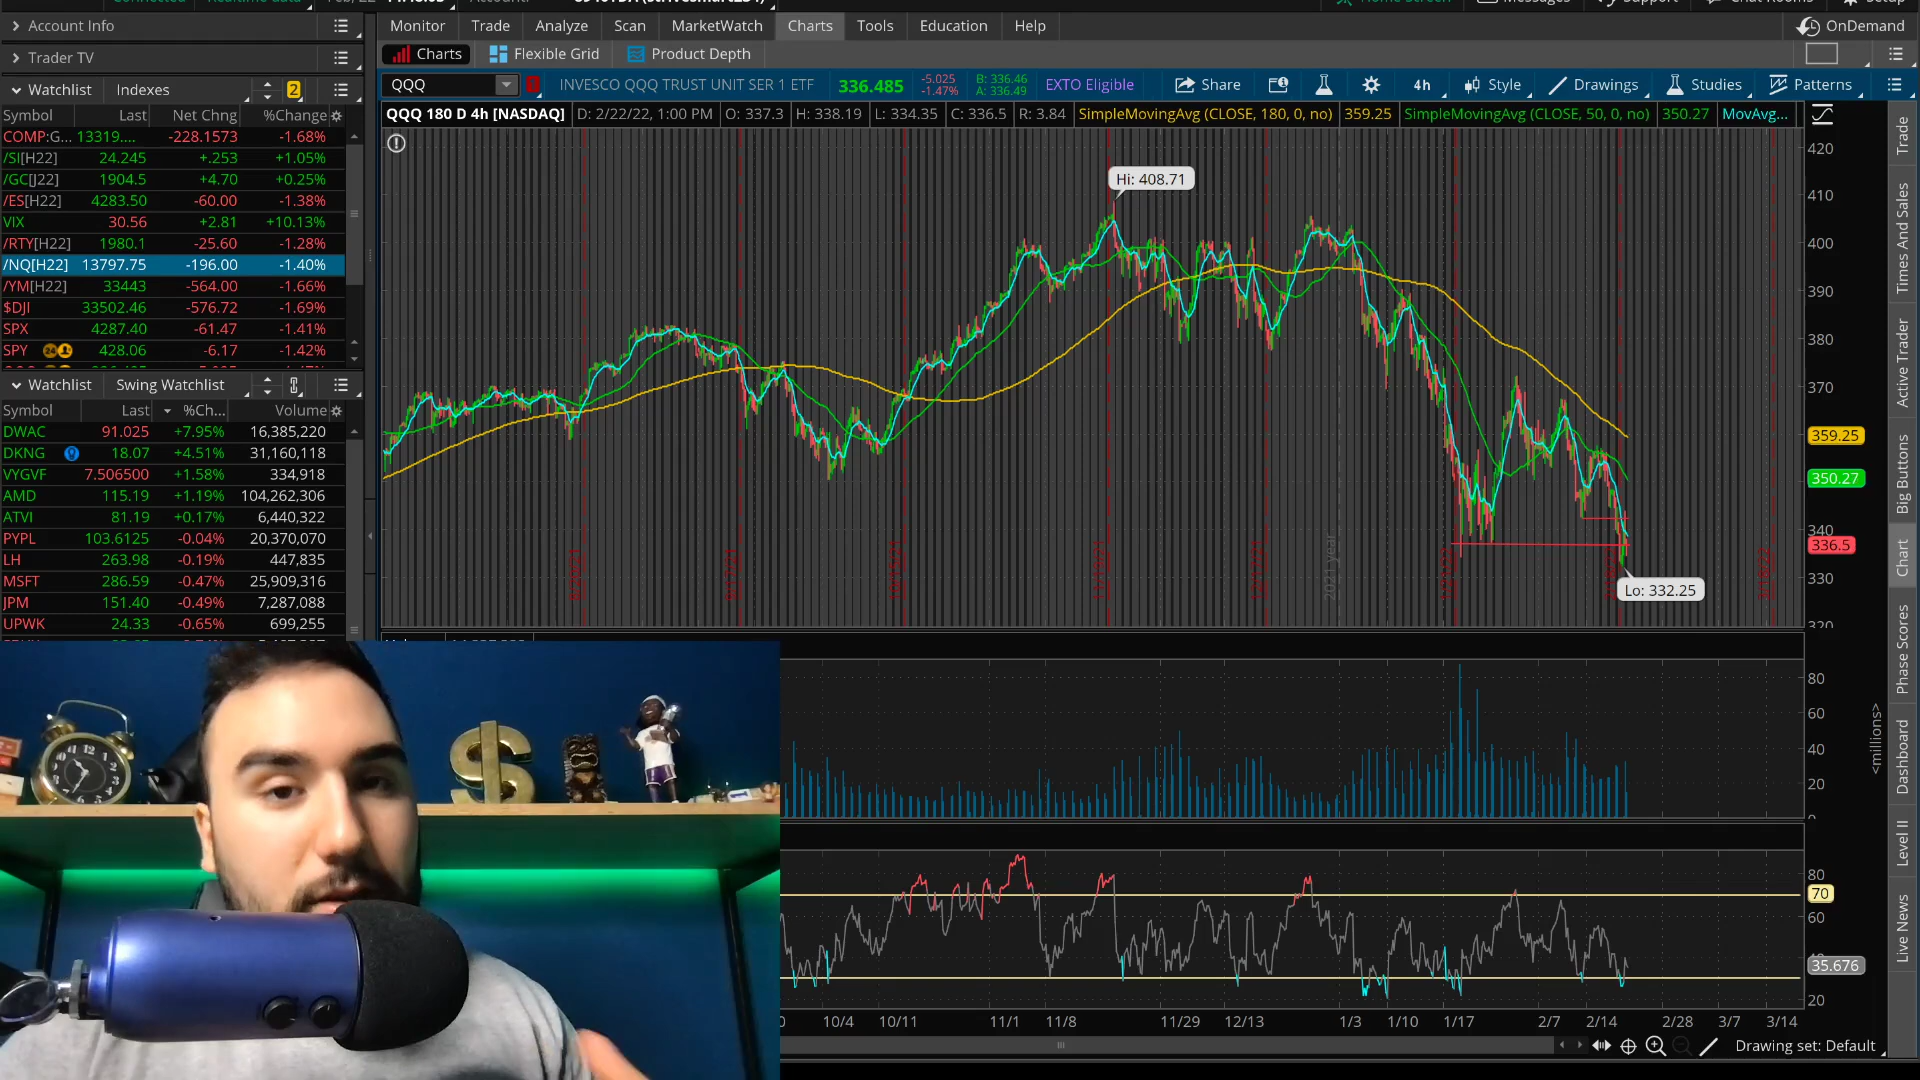 Account Info
Trader TV
Watchlist Indexes 2
Symbol Last Net Chng %Change
COMP:G... 13319.... -228.1573 -1.68%
/SI[H22] 24.245 +.253 +1.05%
/GC[J22] 1904.5 +4.70 +0.25%
/ES[H22] 4283.50 -60.00 -1.38%
VIX 30.56 +2.81 +10.13%
/RTY[H22] 1980.1 -25.60 -1.28%
/NQ[H22] 13797.75 -196.00 -1.40%
/YM[H22] 33443 -564.00 -1.66%
$DJI 33502.46 -576.72 -1.69%
SPX 4287.40 -61.47 -1.41%
SPY 428.06 -6.17 -1.42%
Watchlist Swing Watchlist
Symbol Last %Ch... Volume
DWAC 91.025 +7.95% 16,385,220
DKNG 18.07 +4.51% 31,160,118
VYGVF 7.506500 +1.58% 334,918
AMD 115.19 +1.19% 104,262,306
ATVI 81.19 +0.17% 6,440,322
PYPL 103.6125 -0.04% 20,370,070
LH 263.98 -0.19% 447,835
MSFT 286.59 -0.47% 25,909,316
JPM 151.40 -0.49% 7,287,088
UPWK 24.33 -0.65% 699,255
Monitor Trade Analyze Scan MarketWatch Charts Tools Education Help OnDemand
Charts Flexible Grid Product Depth
QQQ INVESCO QQQ TRUST UNIT SER 1 ETF 336.485 -5.025 -1.47% B: 336.46 A: 336.49 EXTO Eligible Share 4h Style Drawings Studies Patterns
QQQ 180 D 4h [NASDAQ] D: 2/22/22, 1:00 PM O: 337.3 H: 338.19 L: 334.35 C: 336.5 R: 3.84 SimpleMovingAvg (CLOSE, 180, 0, no) 359.25 SimpleMovingAvg (CLOSE, 50, 0, no) 350.27 MovAvg...
Hi: 408.71
Lo: 332.25
2021 year
420
410
400
390
380
370
359.25
350.27
340
336.5
330
320
80
60
40
20
0
<millions>
80
70
60
35.676
20
10/4 10/11 11/1 11/8 11/29 12/13 1/3 1/10 1/17 2/7 2/14 2/28 3/7 3/14
Drawing set: Default
Trade
Times And Sales
Active Trader
Big Buttons
Chart
Phase Scores
Dashboard
Level II
Live News
12